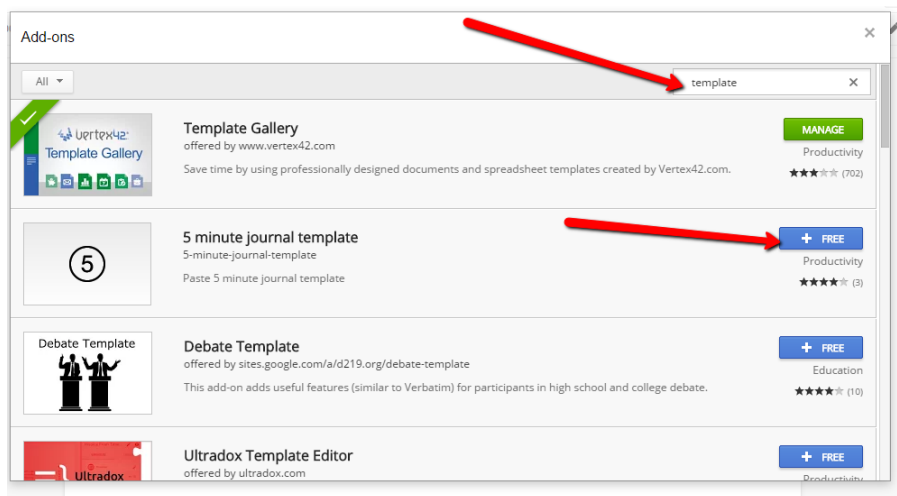 Add-ons
All
template
vertex42
Template Gallery
Template Gallery
offered by www.vertex42.com
Save time by using professionally designed documents and spreadsheet templates created by Vertex42.com.
MANAGE
Productivity
(702)
5
5 minute journal template
5-minute-journal-template
Paste 5 minute journal template
+ FREE
Productivity
(3)
Debate Template
Debate Template
offered by sites.google.com/a/d219.org/debate-template
This add-on adds useful features (similar to Verbatim) for participants in high school and college debate.
+ FREE
Education
(10)
Ultradox
Ultradox Template Editor
offered by ultradox.com
+ FREE
Productivity